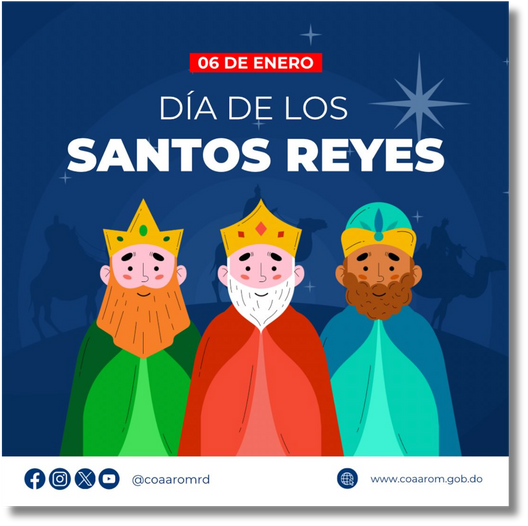 06 DE ENERO
DÍA DE LOS
SANTOS REYES
@coaaromrd
www.coaarom.gob.do